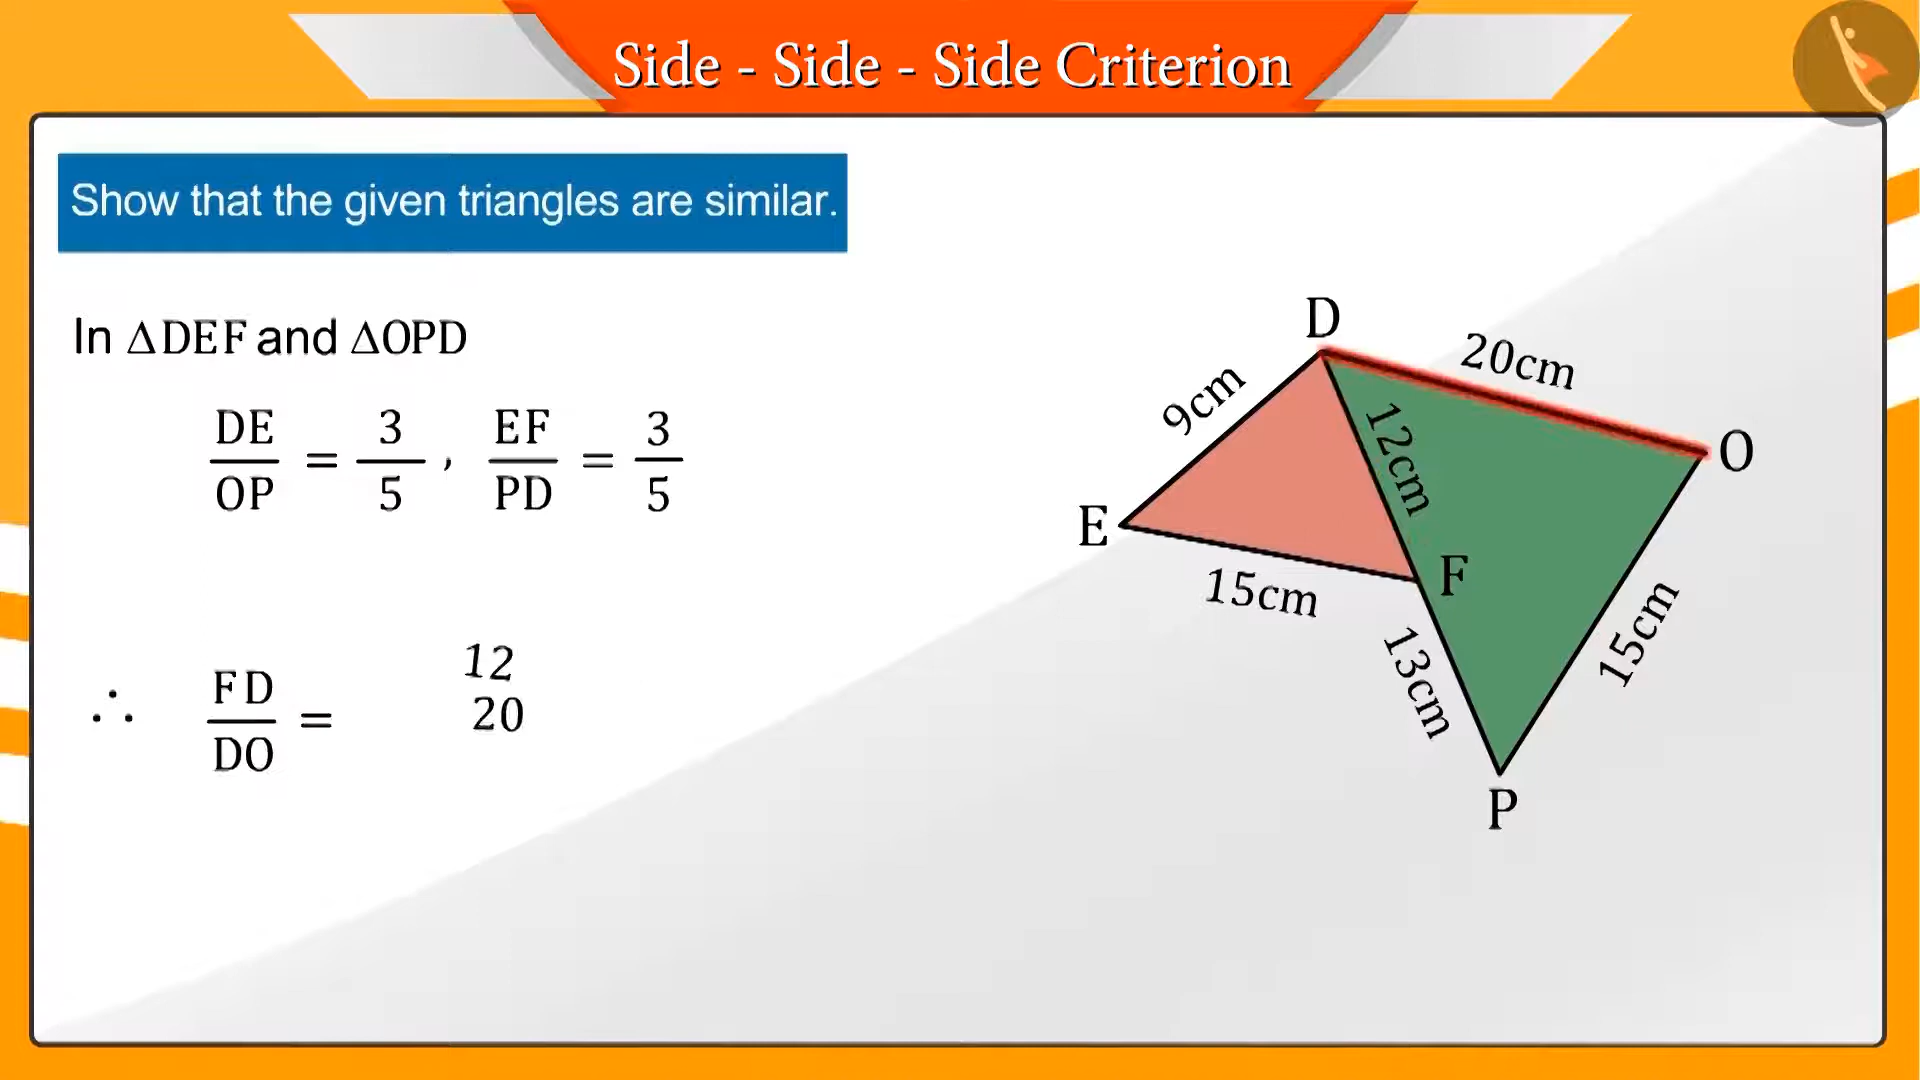 Side - Side - Side Criterion
Show that the given triangles are similar.
In ΔDEF and ΔOPD
DE/OP = 3/5 , EF/PD = 3/5
∴ FD/DO = 12 20
D
20cm
9cm
12cm
O
E
F
15cm
13cm
15cm
P